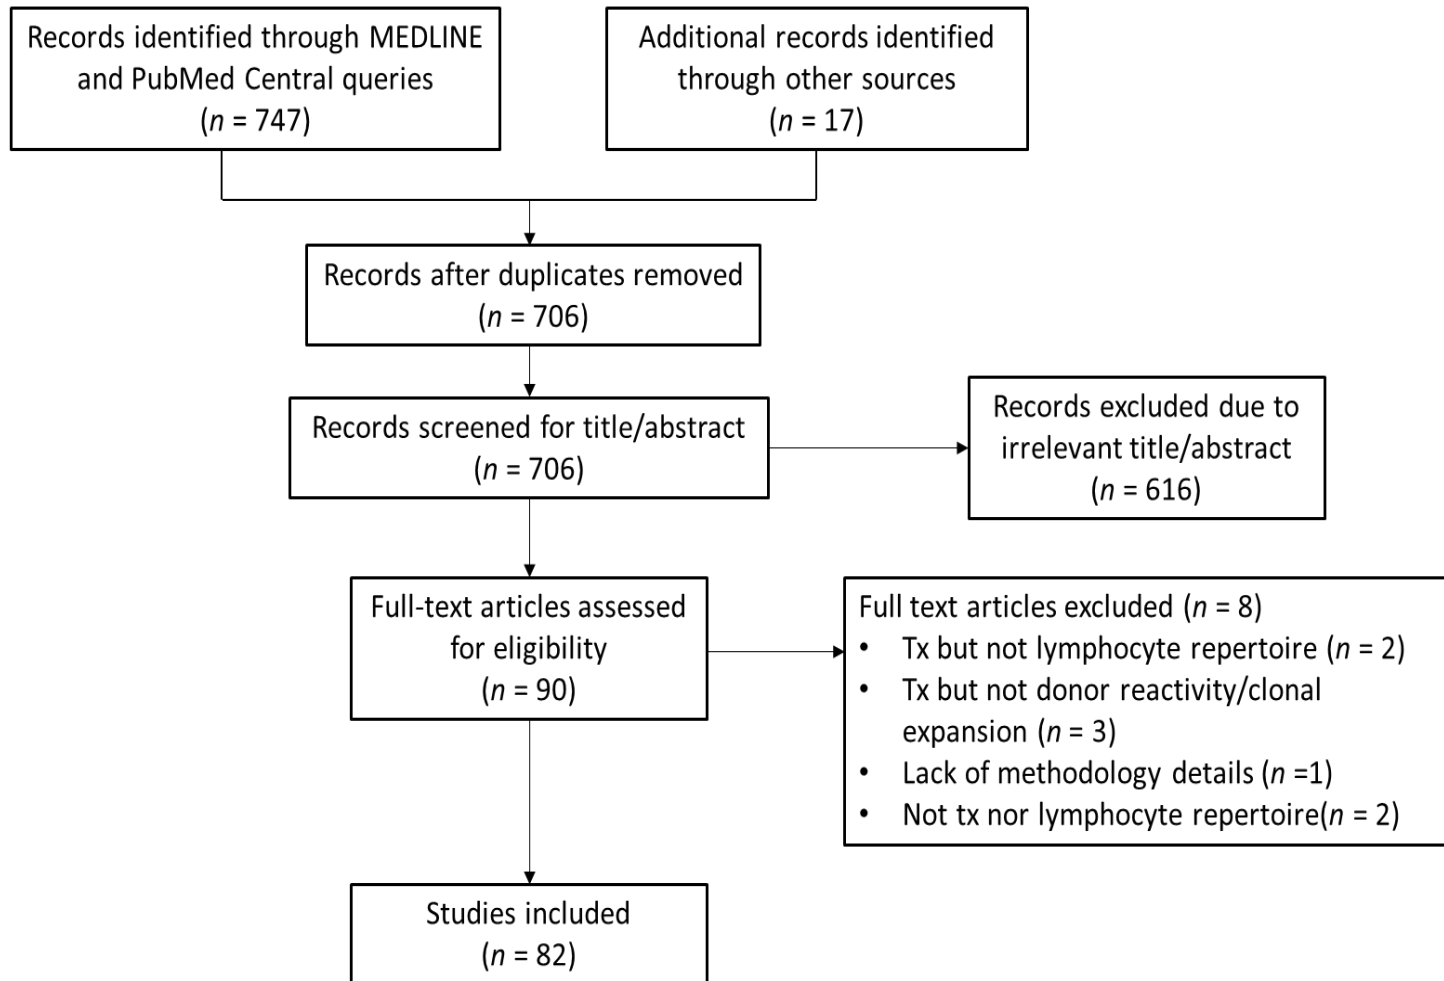 Records identified through MEDLINE
and PubMed Central queries
(n = 747)
Additional records identified
through other sources
(n = 17)
Records after duplicates removed
(n = 706)
Records screened for title/abstract
(n = 706)
Records excluded due to
irrelevant title/abstract
(n = 616)
Full-text articles assessed
for eligibility
(n = 90)
Full text articles excluded (n = 8)
• Tx but not lymphocyte repertoire (n = 2)
• Tx but not donor reactivity/clonal
expansion (n = 3)
• Lack of methodology details (n =1)
• Not tx nor lymphocyte repertoire(n = 2)
Studies included
(n = 82)